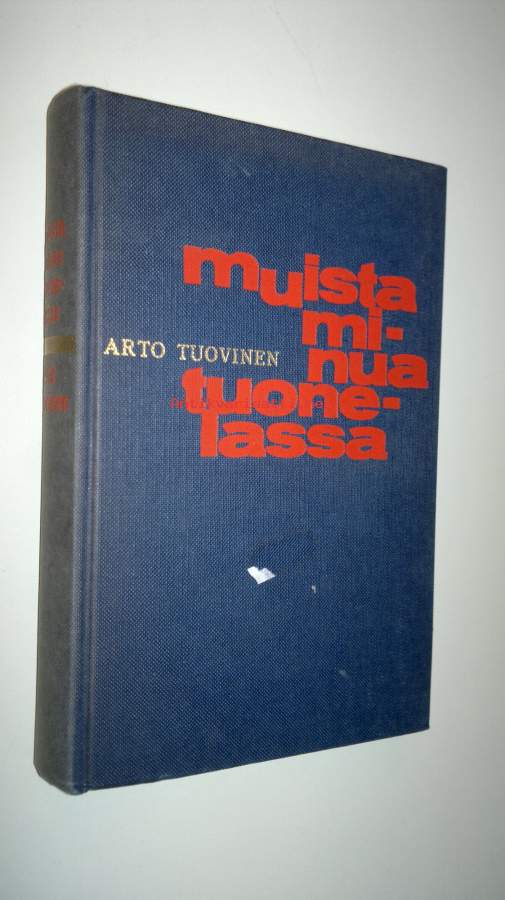 muista
mi-
nua
ARTO TUOVINEN
tuone-
lassa